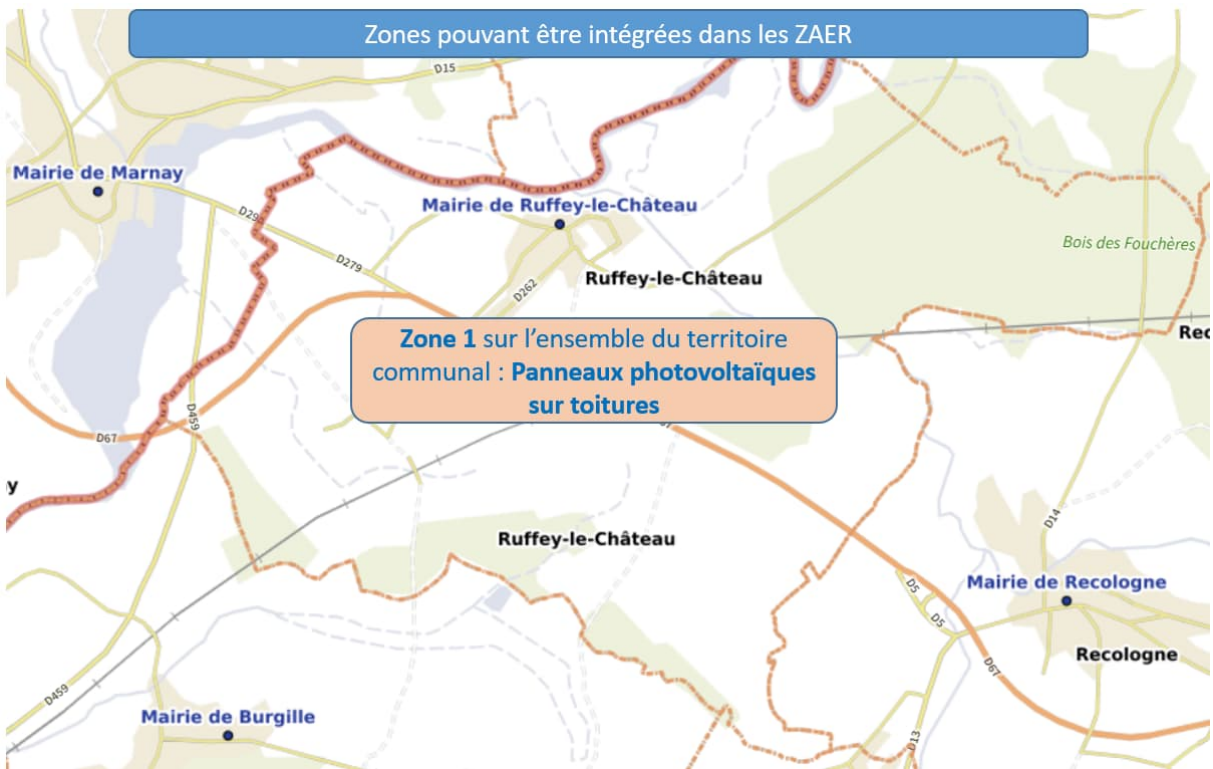 Zones pouvant être intégrées dans les ZAER
D15
Mairie de Marnay
Mairie de Ruffey-le-Château
D29
D279
Bois des Fouchères
Ruffey-le-Château
D262
Zone 1 sur l’ensemble du territoire
communal : Panneaux photovoltaïques
sur toitures
Rec
D459
D67
y
D14
Ruffey-le-Château
D5
Mairie de Recologne
D5
D67
Recologne
D459
Mairie de Burgille
D13